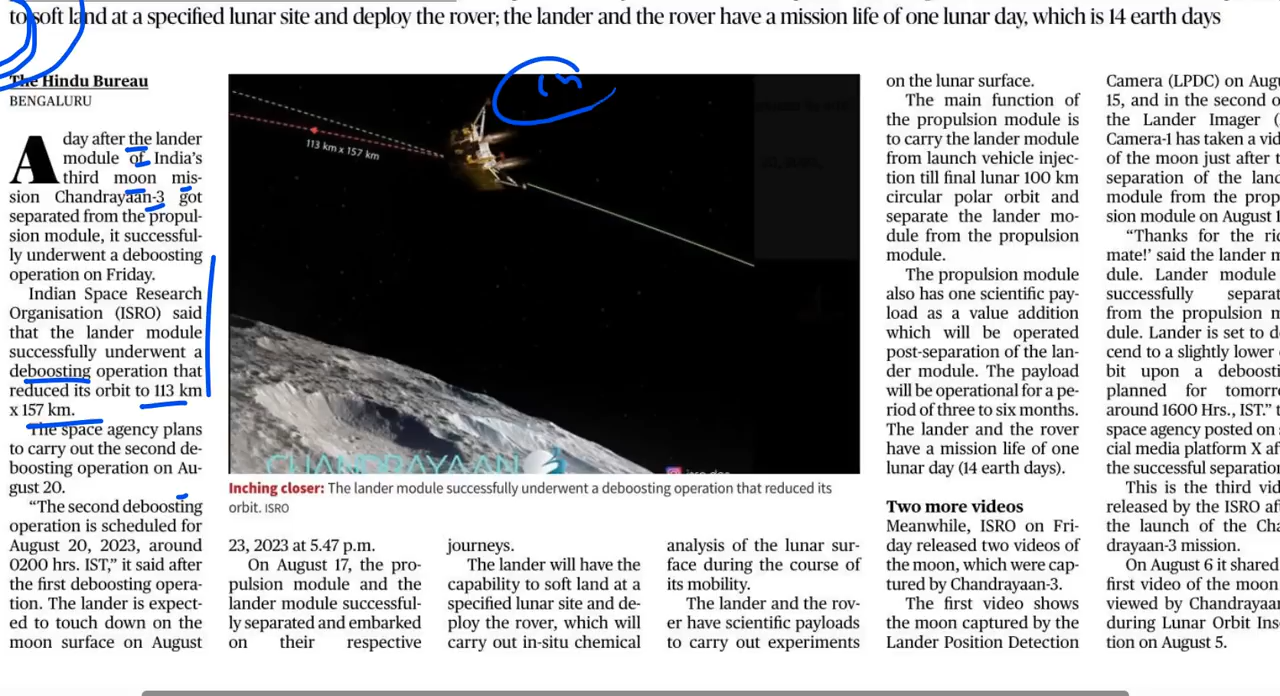 to soft land at a specified lunar site and deploy the rover; the lander and the rover have a mission life of one lunar day, which is 14 earth days
The Hindu Bureau
BENGALURU
A day after the lander
module of India's
third moon mis-
sion Chandrayaan-3 got
separated from the propul-
sion module, it successful-
ly underwent a deboosting
operation on Friday.
Indian Space Research
Organisation (ISRO) said
that the lander module
successfully underwent a
deboosting operation that
reduced its orbit to 113 km
x 157 km.
The space agency plans
to carry out the second de-
boosting operation on Au-
gust 20.
"The second deboosting
operation is scheduled for
August 20, 2023, around
0200 hrs. IST," it said after
the first deboosting opera-
tion. The lander is expect-
ed to touch down on the
moon surface on August
113 km x 157 km
CHANDRAYAAN
Inching closer: The lander module successfully underwent a deboosting operation that reduced its
orbit. ISRO
23, 2023 at 5.47 p.m.
On August 17, the pro-
pulsion module and the
lander module successful-
ly separated and embarked
on their respective
journeys.
The lander will have the
capability to soft land at a
specified lunar site and de-
ploy the rover, which will
carry out in-situ chemical
analysis of the lunar sur-
face during the course of
its mobility.
The lander and the rov-
er have scientific payloads
to carry out experiments
on the lunar surface.
The main function of
the propulsion module is
to carry the lander module
from launch vehicle injec-
tion till final lunar 100 km
circular polar orbit and
separate the lander mo-
dule from the propulsion
module.
The propulsion module
also has one scientific pay-
load as a value addition
which will be operated
post-separation of the lan-
der module. The payload
will be operational for a pe-
riod of three to six months.
The lander and the rover
have a mission life of one
lunar day (14 earth days).
Two more videos
Meanwhile, ISRO on Fri-
day released two videos of
the moon, which were cap-
tured by Chandrayaan-3.
The first video shows
the moon captured by the
Lander Position Detection
Camera (LPDC) on Aug
15, and in the second o
the Lander Imager (
Camera-1 has taken a vid
of the moon just after t
separation of the land
module from the prop
sion module on August 1
"Thanks for the rid
mate!' said the lander m
dule. Lander module
successfully separat
from the propulsion m
dule. Lander is set to de
cend to a slightly lower
bit upon a deboosti
planned for tomorr
around 1600 Hrs., IST." t
space agency posted on s
cial media platform X af
the successful separation
This is the third vid
released by the ISRO aft
the launch of the Cha
drayaan-3 mission.
On August 6 it shared
first video of the moon
viewed by Chandrayaan
during Lunar Orbit Inse
tion on August 5.